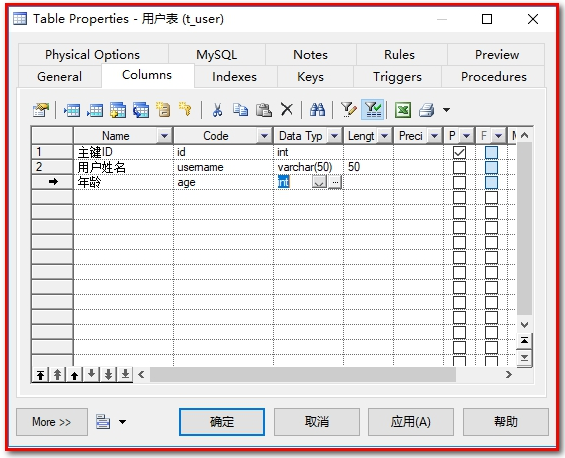 Table Properties - 用户表 (t_user)
Physical Options MySQL Notes Rules Preview
General Columns Indexes Keys Triggers Procedures
Name Code Data Typ Lengt Preci P F M
1 主键ID id int
2 用户姓名 username varchar(50) 50
年龄 age int ...
More >> 确定 取消 应用(A) 帮助